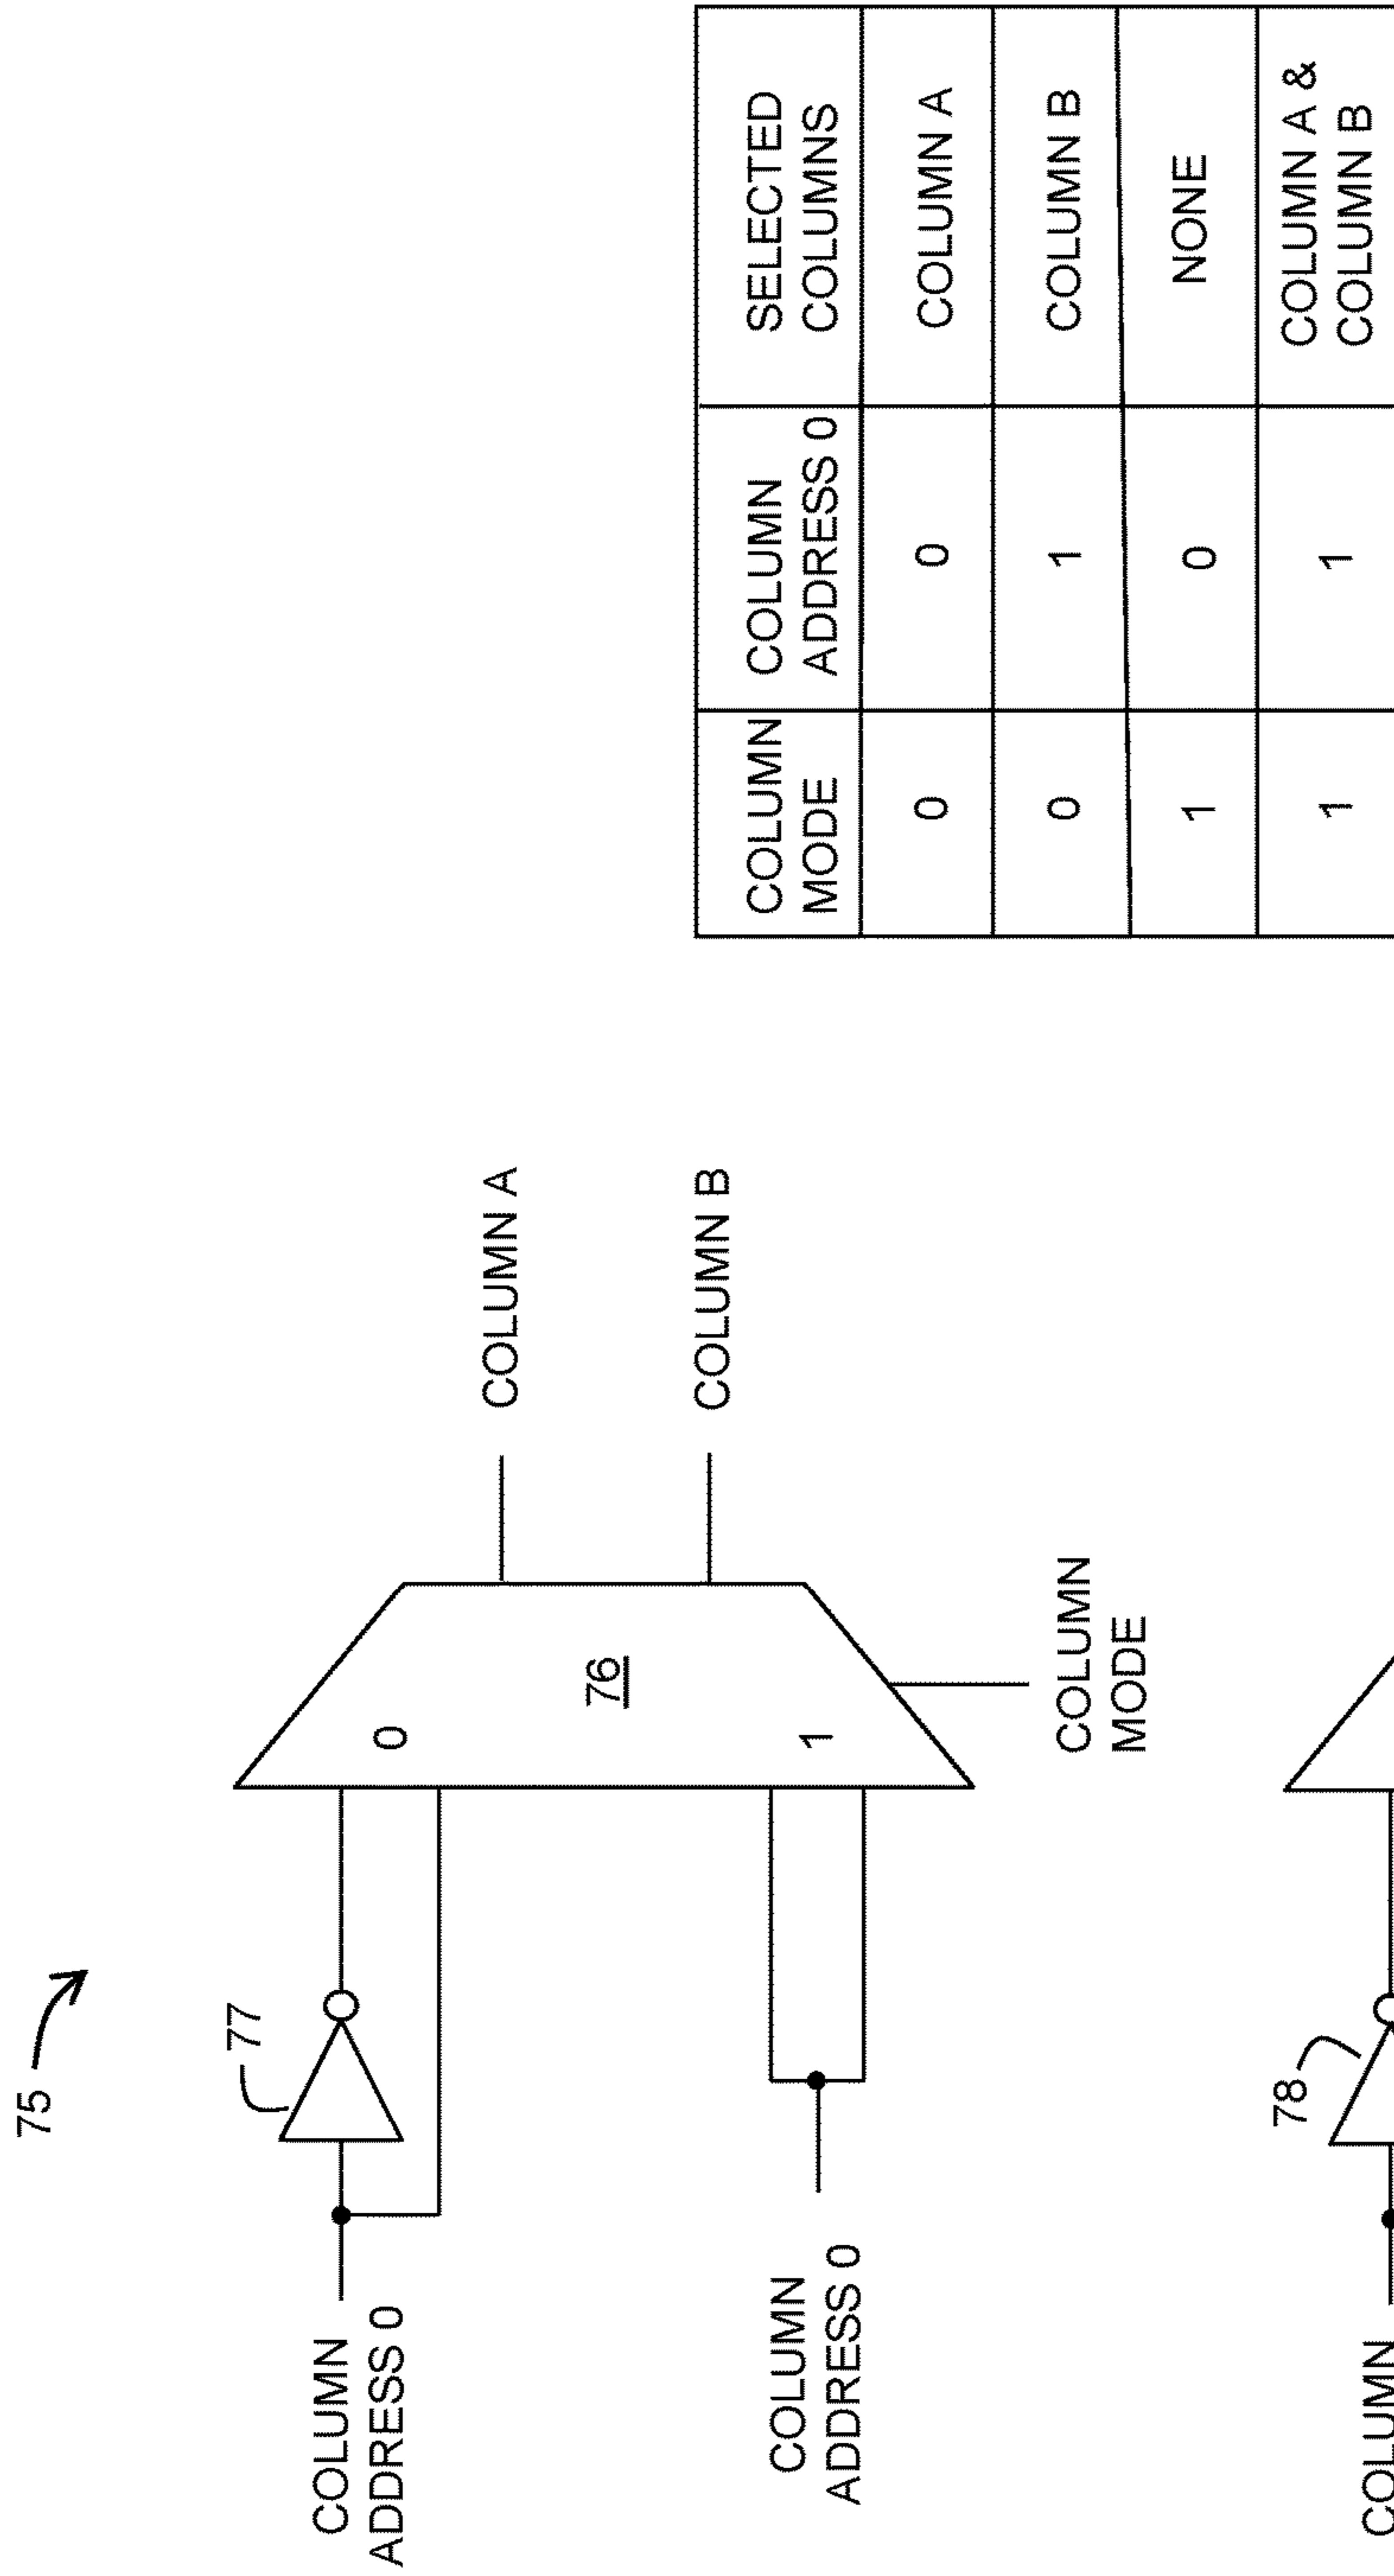 75
77
COLUMN
ADDRESS 0
0
76
1
COLUMN
ADDRESS 0
COLUMN A
COLUMN B
COLUMN
MODE
COLUMN
MODE
COLUMN
ADDRESS 0
SELECTED
COLUMNS
0
0
COLUMN A
0
1
COLUMN B
1
0
NONE
1
1
COLUMN A &
COLUMN B
78
COLUMN